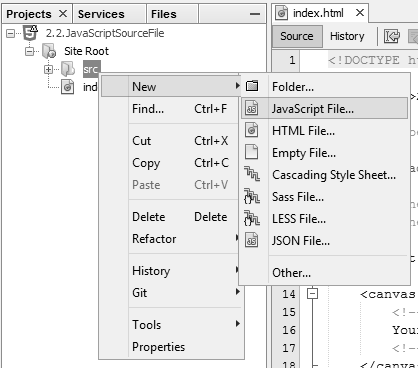 Projects × Services Files
2.2.JavaScriptSourceFile
Site Root
src
ind
New
Find... Ctrl+F
Cut Ctrl+X
Copy Ctrl+C
Paste Ctrl+V
Delete Delete
Refactor
History
Git
Tools
Properties
Folder...
JavaScript File...
HTML File...
Empty File...
Cascading Style Sheet...
Sass File...
LESS File...
JSON File...
Other...
index.html ×
Source History
1 <!DOCTYPE h
14 <canvas
15 <!--
16 Your
17 <!--
18 </canvas